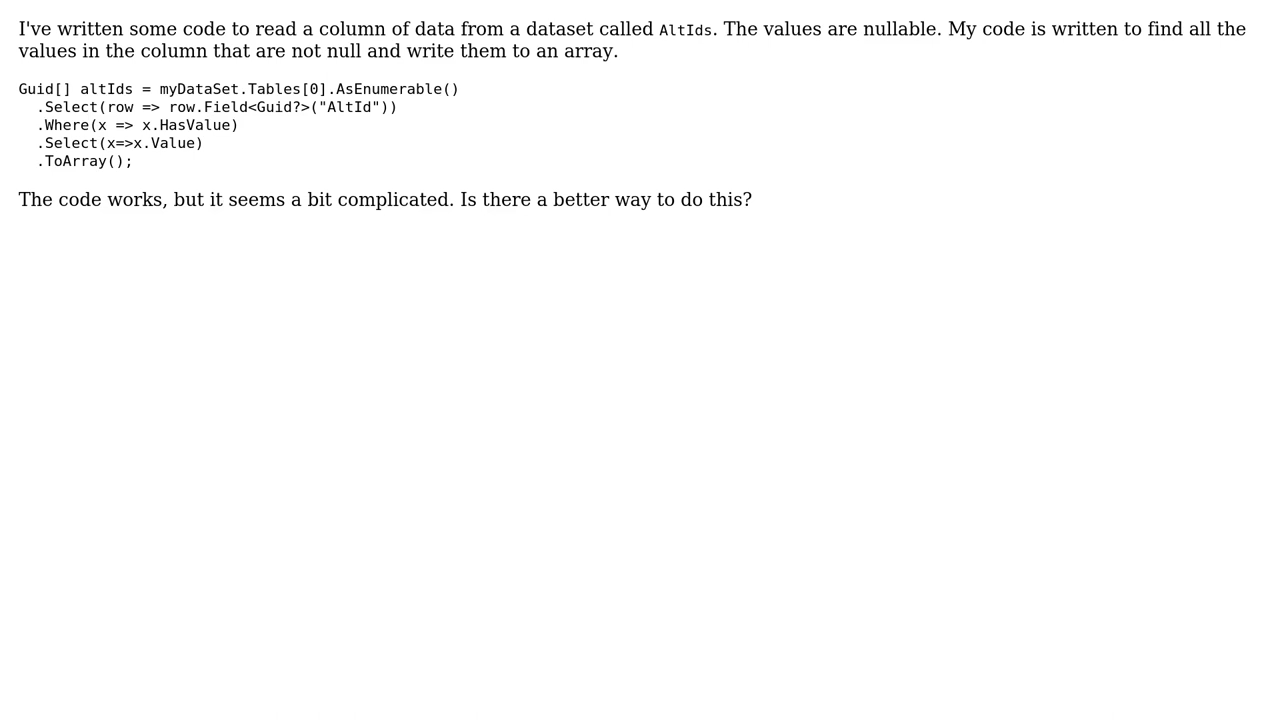 I've written some code to read a column of data from a dataset called AltIds. The values are nullable. My code is written to find all the
values in the column that are not null and write them to an array.
Guid[] altIds = myDataSet.Tables[0].AsEnumerable()
  .Select(row => row.Field<Guid?>("AltId"))
  .Where(x => x.HasValue)
  .Select(x=>x.Value)
  .ToArray();
The code works, but it seems a bit complicated. Is there a better way to do this?